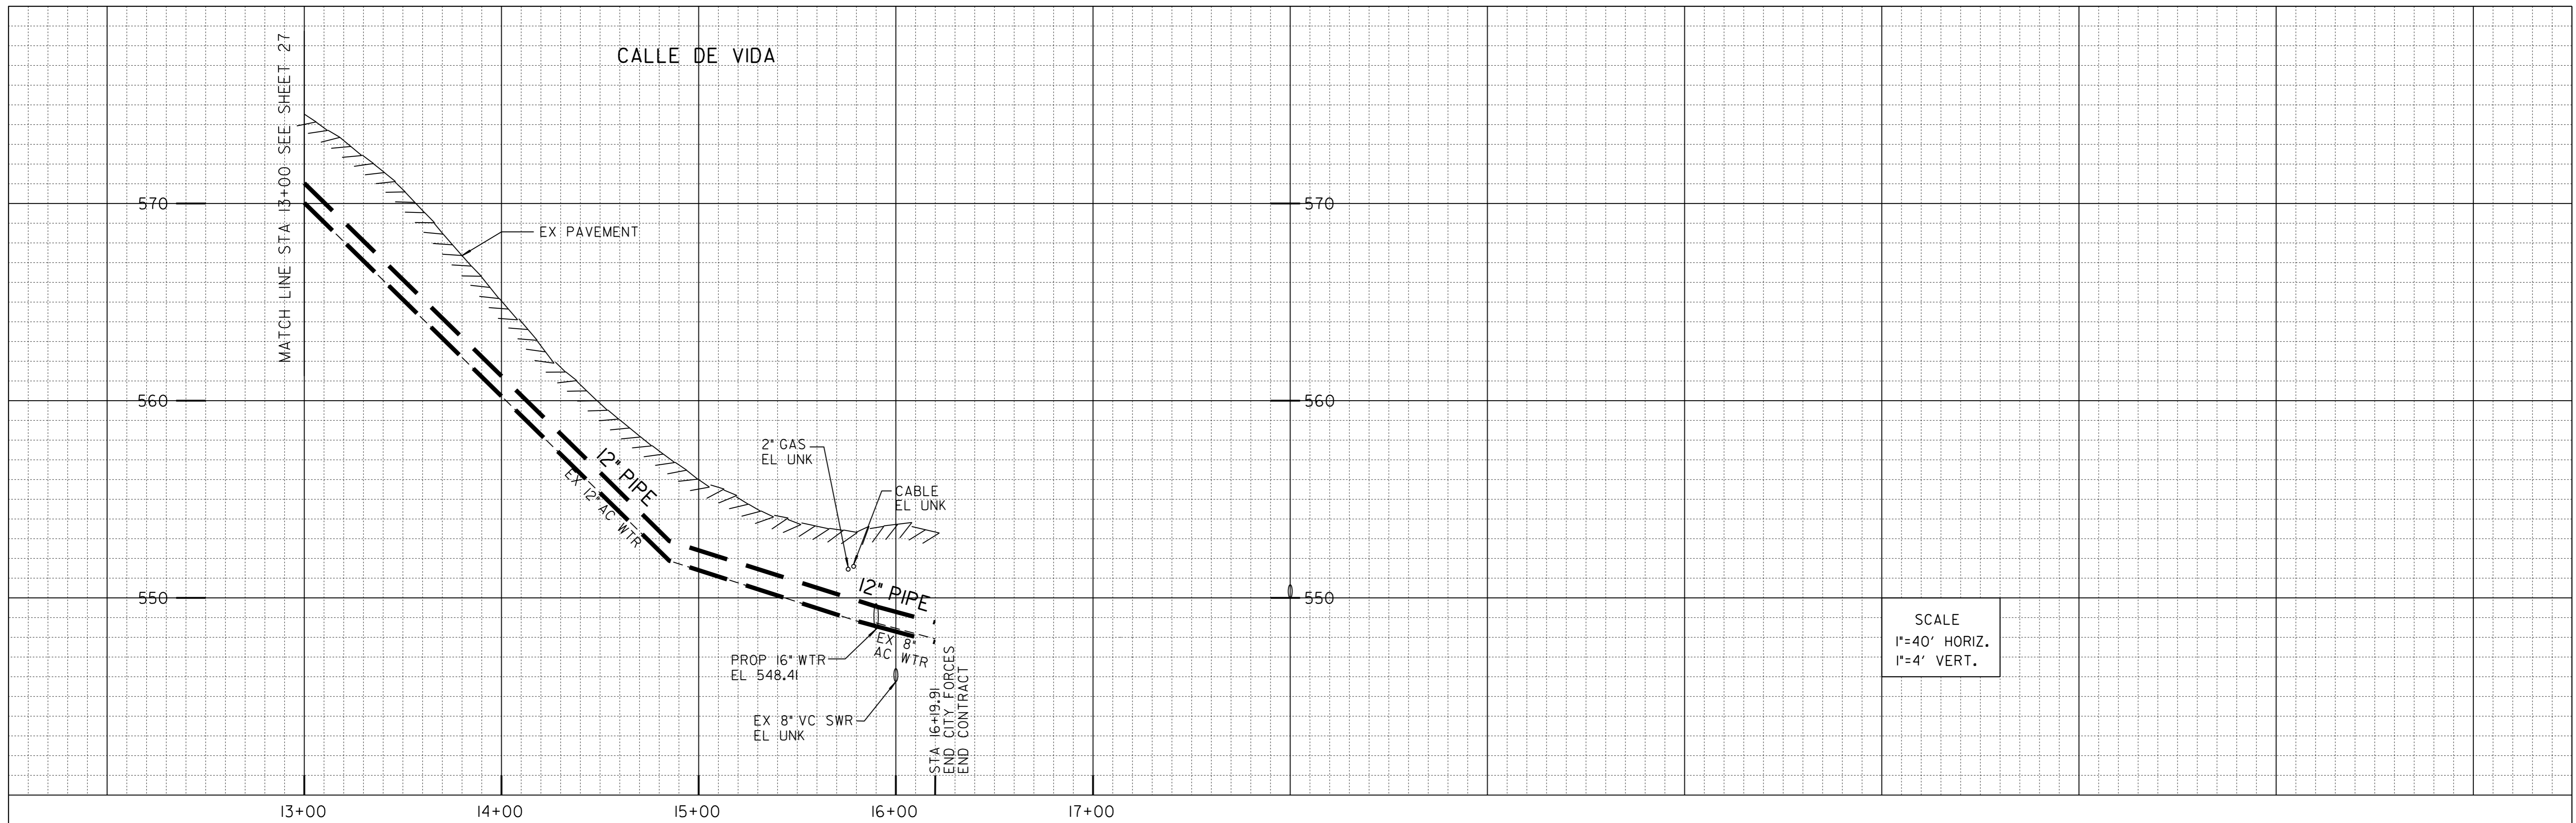 CALLE DE VIDA
MATCH LINE STA 13+00 SEE SHEET 27
570
570
EX PAVEMENT
560
560
2" GAS
EL UNK
12" PIPE
EX 12" AC WTR
CABLE
EL UNK
550
12" PIPE
550
SCALE
1"=40' HORIZ.
1"=4' VERT.
EX 8"
AC WTR
PROP 16" WTR
EL 548.41
EX 8" VC SWR
EL UNK
STA 16+19.91
END CITY FORCES
END CONTRACT
13+00
14+00
15+00
16+00
17+00